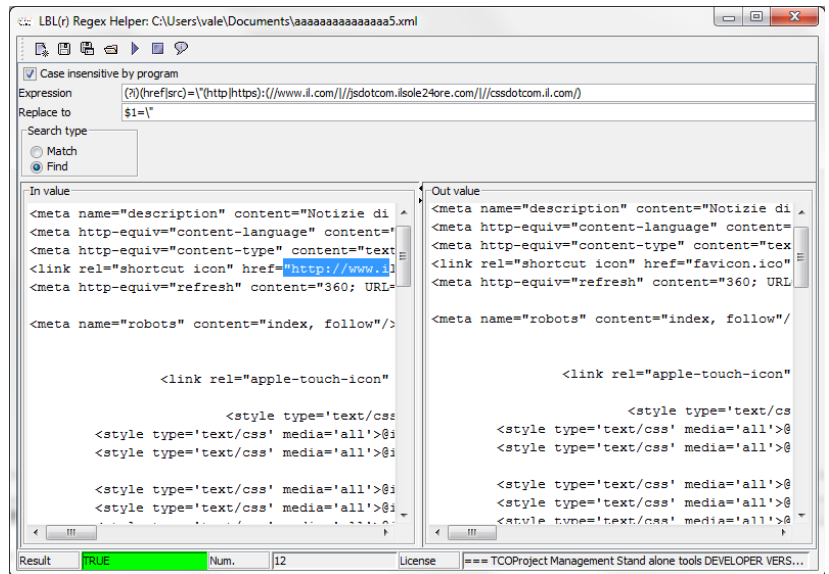 LBL(r) Regex Helper: C:\Users\vale\Documents\aaaaaaaaaaaaaaa5.xml
Case insensitive by program
Expression (?i)(href|src)=\"(http|https):(//www.il.com/|//jsdotcom.ilsole24ore.com/|//cssdotcom.il.com/)
Replace to $1=\"
Search type
Match
Find
In value
<meta name="description" content="Notizie di
<meta http-equiv="content-language" content="
<meta http-equiv="content-type" content="text
<link rel="shortcut icon" href="http://www.il
<meta http-equiv="refresh" content="360; URL=
<meta name="robots" content="index, follow"/>
<link rel="apple-touch-icon"
<style type='text/css
<style type='text/css' media='all'>@i
<style type='text/css' media='all'>@i
<style type='text/css' media='all'>@i
<style type='text/css' media='all'>@i
Out value
<meta name="description" content="Notizie di
<meta http-equiv="content-language" content=
<meta http-equiv="content-type" content="tex
<link rel="shortcut icon" href="favicon.ico"
<meta http-equiv="refresh" content="360; URL
<meta name="robots" content="index, follow"/
<link rel="apple-touch-icon"
<style type='text/cs
<style type='text/css' media='all'>@
<style type='text/css' media='all'>@
<style type='text/css' media='all'>@
<style type='text/css' media='all'>@
<style type='text/css' media='all'>@
Result TRUE Num. 12 License === TCOProject Management Stand alone tools DEVELOPER VERS...